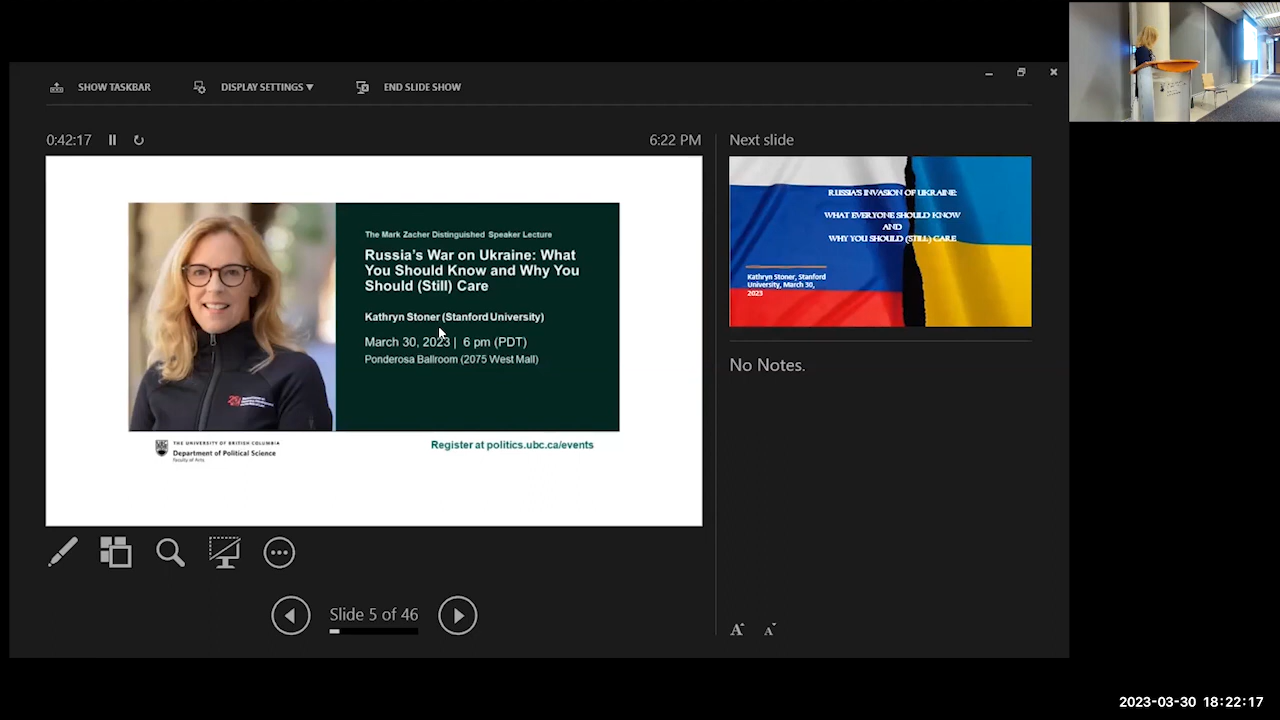 SHOW TASKBAR
DISPLAY SETTINGS ▼
END SLIDE SHOW
0:42:17
6:22 PM
The Mark Zacher Distinguished Speaker Lecture
Russia's War on Ukraine: What
You Should Know and Why You
Should (Still) Care
Kathryn Stoner (Stanford University)
March 30, 2023 | 6 pm (PDT)
Ponderosa Ballroom (2075 West Mall)
THE UNIVERSITY OF BRITISH COLUMBIA
Department of Political Science
Faculty of Arts
Register at politics.ubc.ca/events
Slide 5 of 46
Next slide
RUSSIA'S INVASION OF UKRAINE:
WHAT EVERYONE SHOULD KNOW
AND
WHY YOU SHOULD (STILL) CARE
Kathryn Stoner, Stanford
University, March 30,
2023
No Notes.
A A
2023-03-30 18:22:17